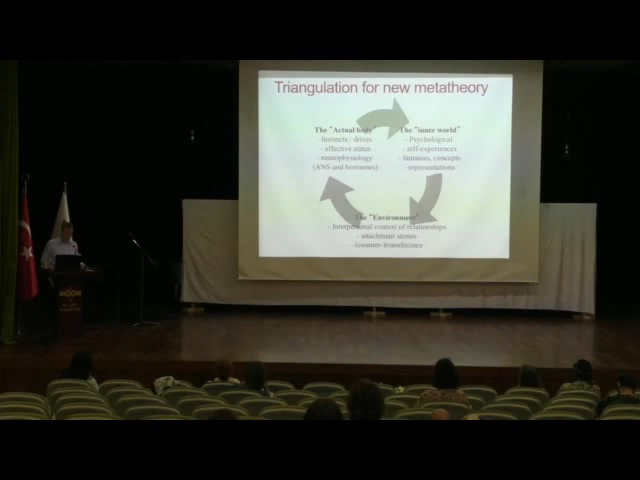 Triangulation for new metatheory
The "Actual body"
- Instincts / drives
- affective states
- neurophysiology
(ANS and hormones)
The "inner world"
- Psychological
- self-experiences
- fantasies, concepts
- representations
The "Environment"
- Interpersonal context of relationships
- attachment stories
- (counter-)transference